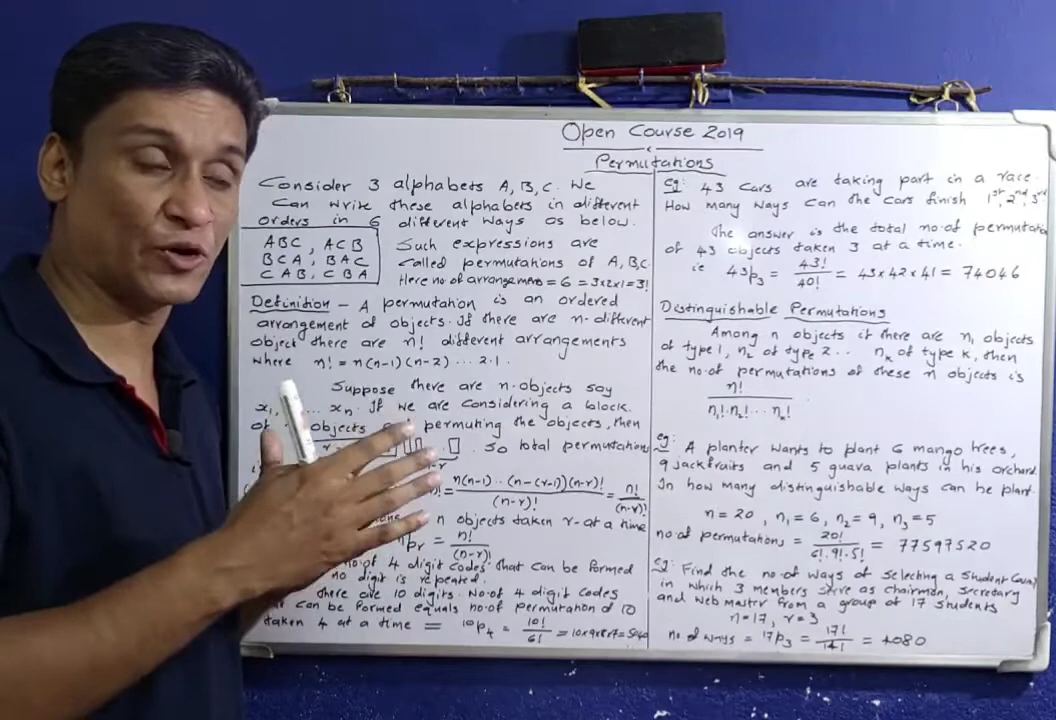 Open Course 2019
Permutations
Consider 3 alphabets A, B, C. We
Can write these alphabets in different
orders in 6 different ways as below.
ABC, ACB
BCA, BAC
CAB, CBA
Such expressions are
called permutations of A, B, C.
Here no. of arrangements = 6 = 3x2x1 = 3!
Definition - A permutation is an ordered
arrangement of objects. If there are n-different
object there are n! different arrangements
where n! = n(n-1)(n-2) ... 2.1.
Suppose there are n-objects say
x1, ... xn. If we are considering a block
of objects permuting the objects, then
So total permutations
= n(n-1)...(n-(r-1))(n-r)! / (n-r)! = n! / (n-r)!
n objects taken r-at a time
nPr = n! / (n-r)!
no. of 4 digit codes that can be formed
no digit is repeated.
there are 10 digits. No. of 4 digit codes
can be formed equals no. of permutation of 10
taken 4 at a time = 10P4 = 10! / 6! = 10x9x8x7 = 5040
eg: 43 cars are taking part in a race.
How many ways can the cars finish 1st, 2nd, 3rd
The answer is the total no. of permutatio
of 43 objects taken 3 at a time.
ie 43P3 = 43! / 40! = 43x42x41 = 74046
Distinguishable Permutations
Among n objects if there are n1 objects
of type 1, n2 of type 2 .. nk of type k, then
the no. of permutations of these n objects is
n! / n1! n2! ... nk!
eg: A planter wants to plant 6 mango trees,
9 jackfruits and 5 guava plants in his orchard
In how many distinguishable ways can he plant.
n = 20, n1 = 6, n2 = 9, n3 = 5
no. of permutations = 20! / 6! 9! 5! = 77597520
eg: Find the no. of ways of selecting a Student
in which 3 members serve as chairman, secretary
and web master from a group of 17 students
n = 17, r = 3
no of ways = 17P3 = 17! / 14! = 4080